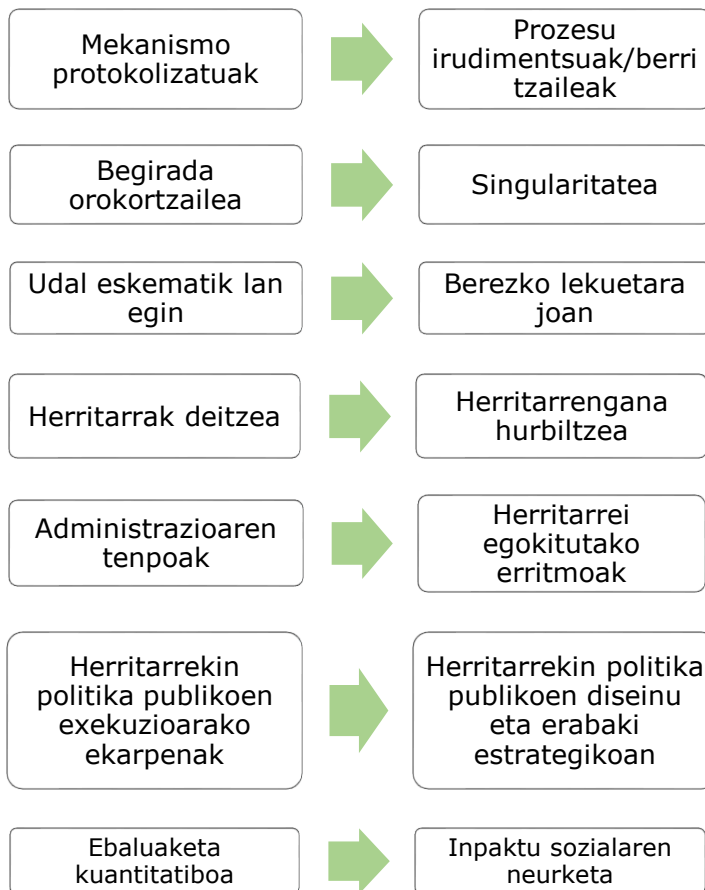 Mekanismo
protokolizatuak
Prozesu
irudimentsuak/berri
tzaileak
Begirada
orokortzailea
Singularitatea
Udal eskematik lan
egin
Berezko lekuetara
joan
Herritarrak deitzea
Herritarrengana
hurbiltzea
Administrazioaren
tenpoak
Herritarrei
egokitutako
erritmoak
Herritarrekin
politika publikoen
exekuzioarako
ekarpenak
Herritarrekin politika
publikoen diseinu
eta erabaki
estrategikoan
Ebaluaketa
kuantitatiboa
Inpaktu sozialaren
neurketa